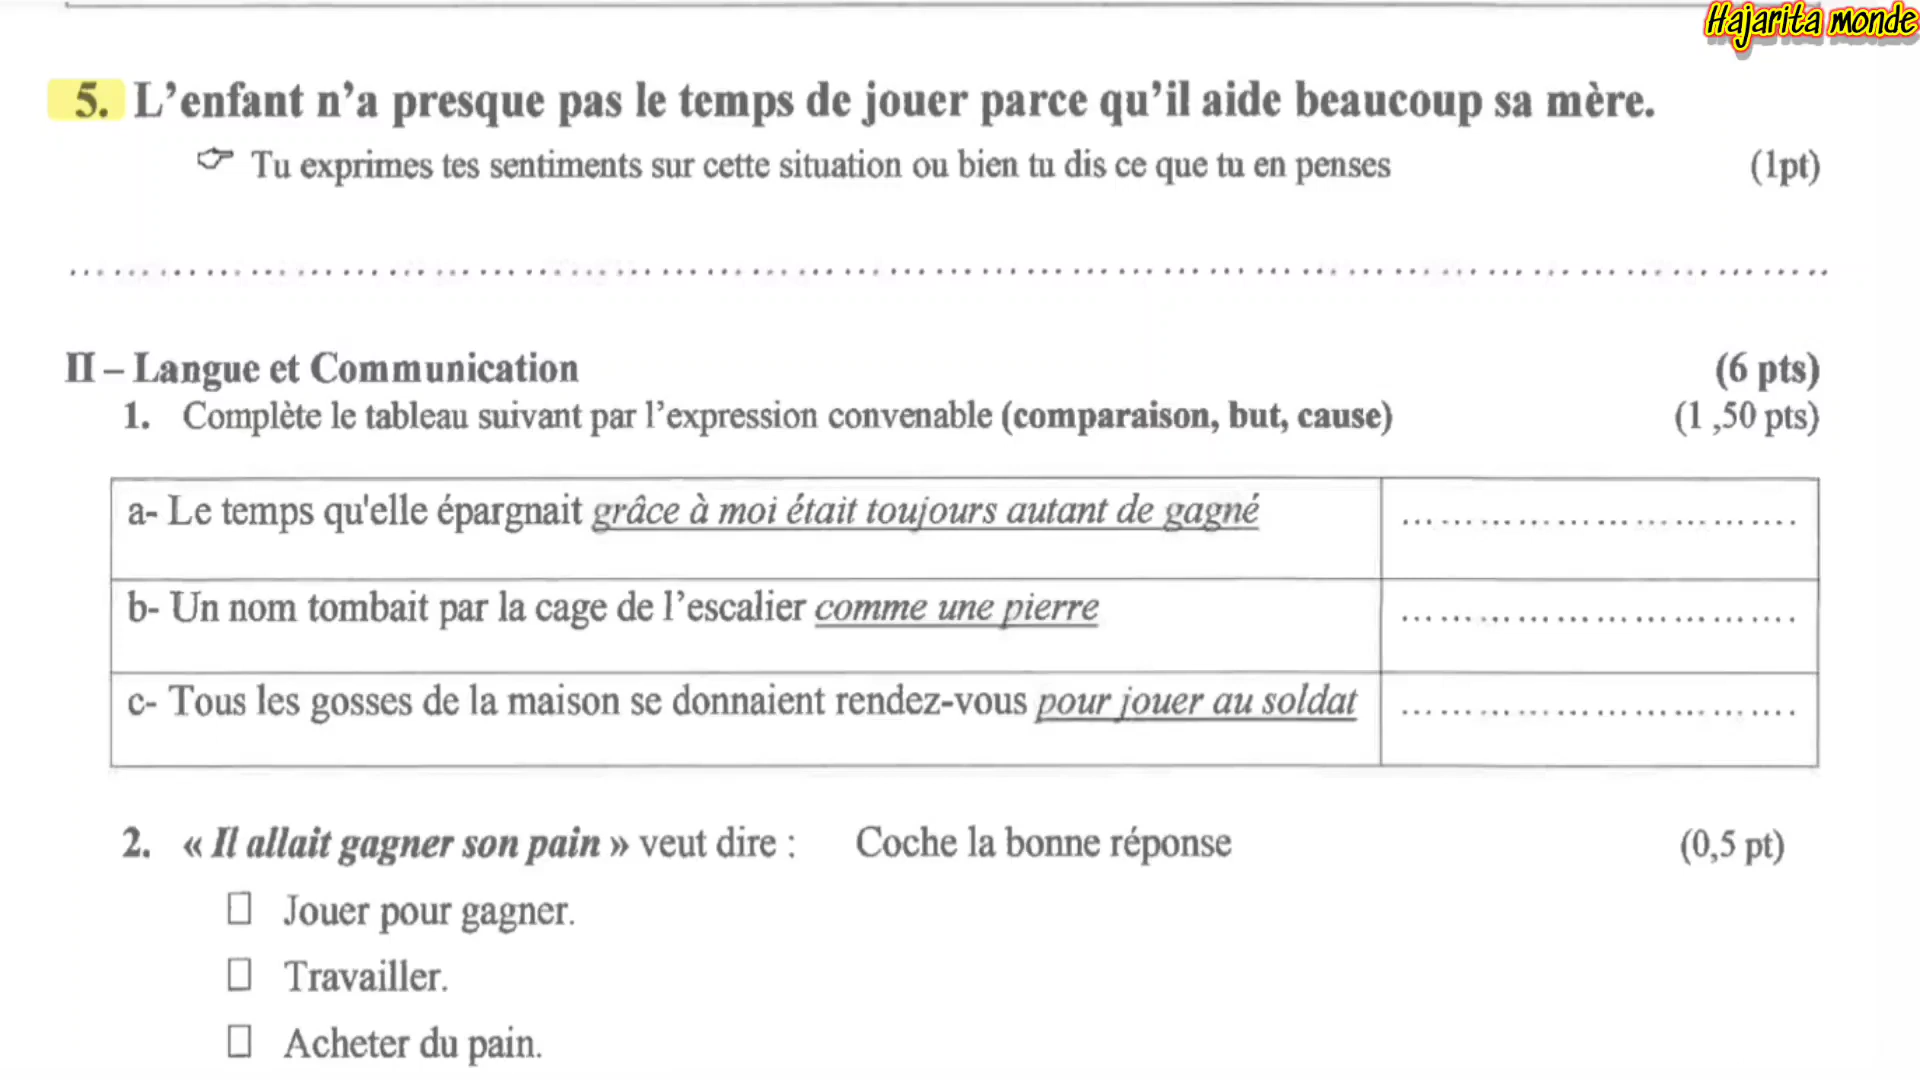 Hajarita monde
5. L’enfant n’a presque pas le temps de jouer parce qu’il aide beaucoup sa mère.
☞ Tu exprimes tes sentiments sur cette situation ou bien tu dis ce que tu en penses (1pt)
II – Langue et Communication (6 pts)
1. Complète le tableau suivant par l’expression convenable (comparaison, but, cause) (1 ,50 pts)
a- Le temps qu'elle épargnait grâce à moi était toujours autant de gagné
b- Un nom tombait par la cage de l’escalier comme une pierre
c- Tous les gosses de la maison se donnaient rendez-vous pour jouer au soldat
2. « Il allait gagner son pain » veut dire : Coche la bonne réponse (0,5 pt)
☐ Jouer pour gagner.
☐ Travailler.
☐ Acheter du pain.